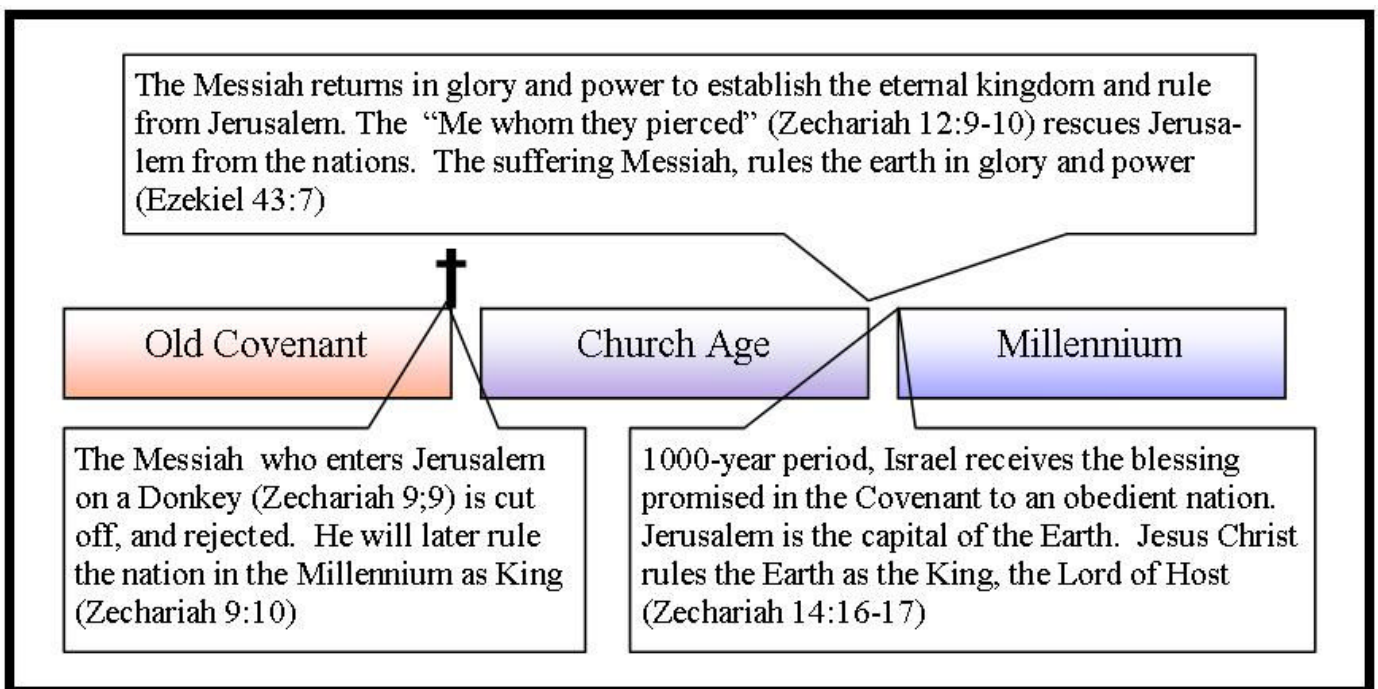 The Messiah returns in glory and power to establish the eternal kingdom and rule
from Jerusalem. The “Me whom they pierced” (Zechariah 12:9-10) rescues Jerusa-
lem from the nations. The suffering Messiah, rules the earth in glory and power
(Ezekiel 43:7)
Old Covenant
Church Age
Millennium
The Messiah who enters Jerusalem
on a Donkey (Zechariah 9;9) is cut
off, and rejected. He will later rule
the nation in the Millennium as King
(Zechariah 9:10)
1000-year period, Israel receives the blessing
promised in the Covenant to an obedient nation.
Jerusalem is the capital of the Earth. Jesus Christ
rules the Earth as the King, the Lord of Host
(Zechariah 14:16-17)